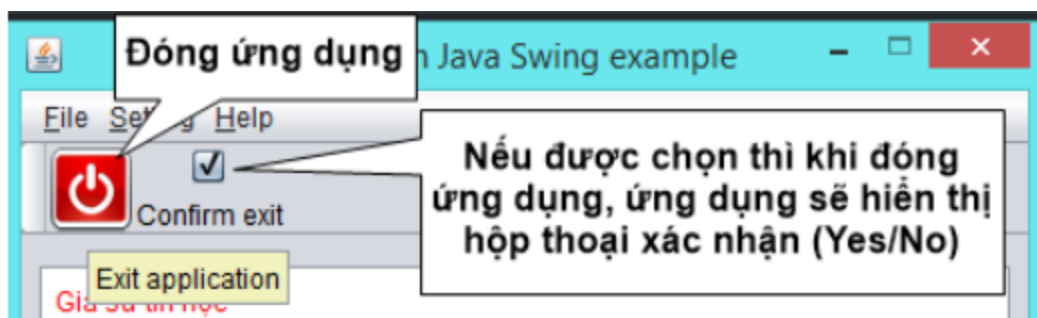 Đóng ứng dụng
n Java Swing example
File Setting Help
Nếu được chọn thì khi đóng
ứng dụng, ứng dụng sẽ hiển thị
hộp thoại xác nhận (Yes/No)
Confirm exit
Exit application